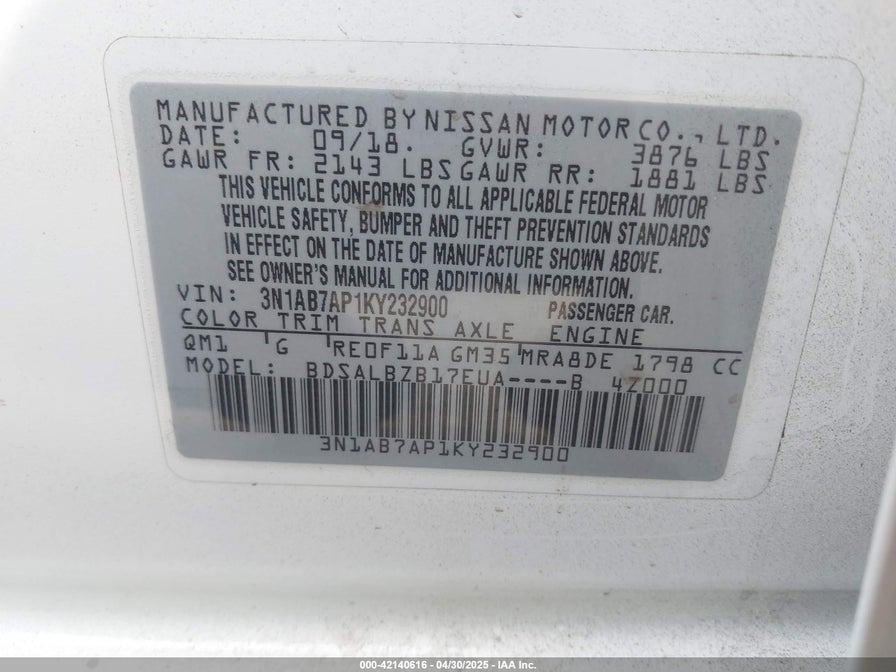 MANUFACTURED BY NISSAN MOTOR CO., LTD.
DATE: 09/18. GVWR: 3876 LBS
GAWR FR: 2143 LBS GAWR RR: 1881 LBS
THIS VEHICLE CONFORMS TO ALL APPLICABLE FEDERAL MOTOR
VEHICLE SAFETY, BUMPER AND THEFT PREVENTION STANDARDS
IN EFFECT ON THE DATE OF MANUFACTURE SHOWN ABOVE.
SEE OWNER'S MANUAL FOR ADDITIONAL INFORMATION.
VIN: 3N1AB7AP1KY232900 PASSENGER CAR.
COLOR TRIM TRANS AXLE ENGINE
QM1 G RE0F11A GM35 MRA8DE 1798 CC
MODEL: BDSALBZB17EUA----B 4Z000
3N1AB7AP1KY232900
000-42140616 - 04/30/2025 - IAA Inc.